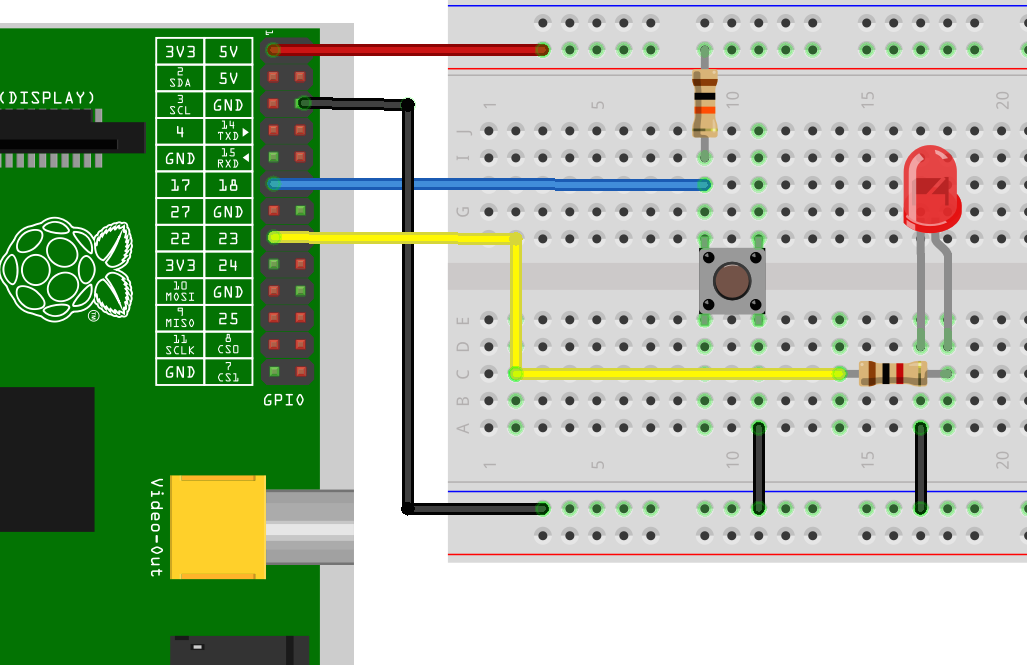 1
3V3 5V
2 SDA 5V
(DISPLAY) 3 SCL GND
4 14 TXD
GND 15 RXD
17 18
27 GND
22 23
3V3 24
10 MOSI GND
9 MISO 25
11 SCLK 8 CS0
GND 7 CS1
GPIO
TM
Video-Out
1 5 10 15 20
J
I
G
E
D
C
B
A
1 5 10 15 20